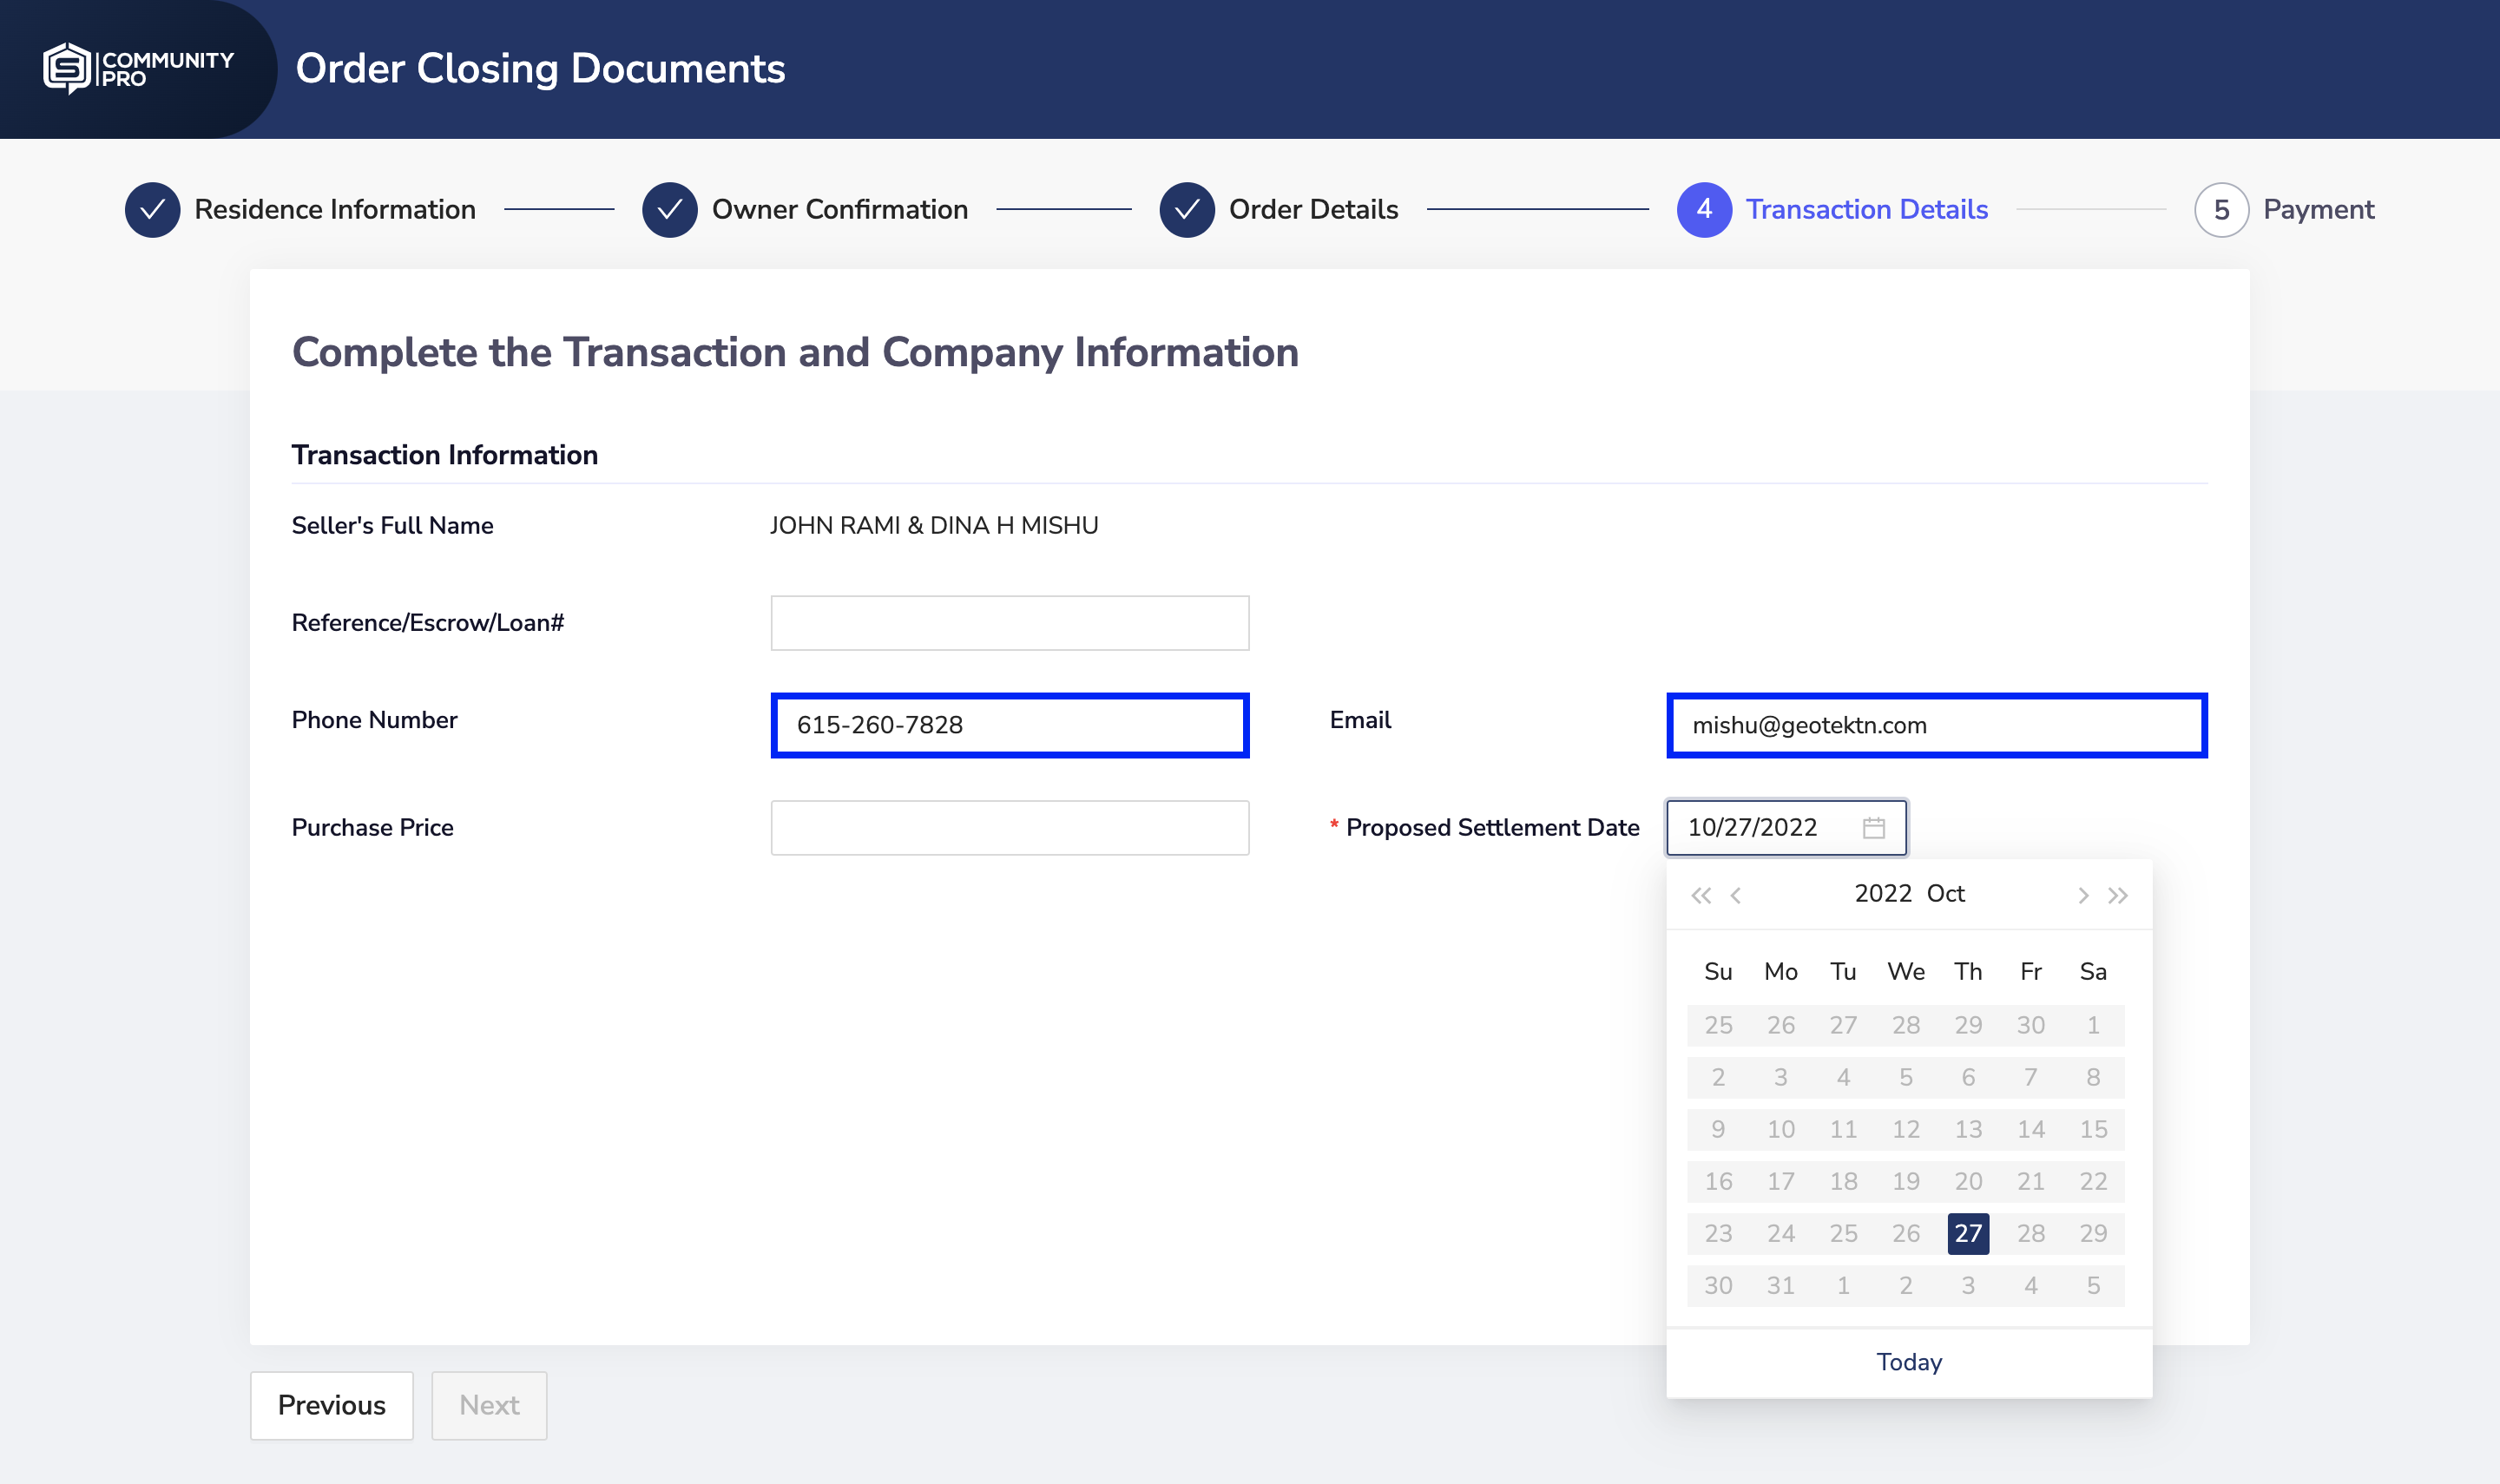 COMMUNITY
PRO
Order Closing Documents
Residence Information
Owner Confirmation
Order Details
4 Transaction Details
5 Payment
Complete the Transaction and Company Information
Transaction Information
Seller's Full Name JOHN RAMI & DINA H MISHU
Reference/Escrow/Loan#
Phone Number 615-260-7828 Email mishu@geotektn.com
Purchase Price * Proposed Settlement Date 10/27/2022
2022 Oct
Su Mo Tu We Th Fr Sa
25 26 27 28 29 30 1
2 3 4 5 6 7 8
9 10 11 12 13 14 15
16 17 18 19 20 21 22
23 24 25 26 27 28 29
30 31 1 2 3 4 5
Today
Previous Next